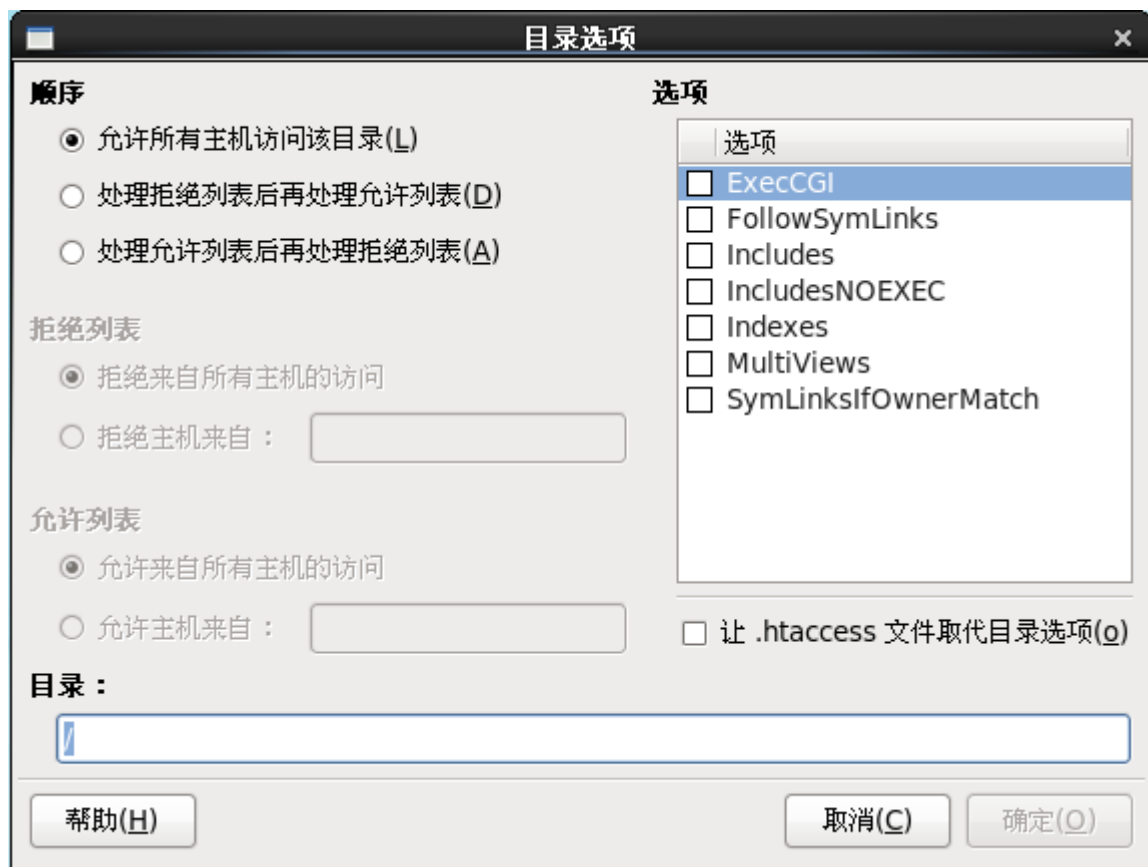 目录选项
顺序
允许所有主机访问该目录(L)
处理拒绝列表后再处理允许列表(D)
处理允许列表后再处理拒绝列表(A)
拒绝列表
拒绝来自所有主机的访问
拒绝主机来自：
允许列表
允许来自所有主机的访问
允许主机来自：
选项
选项
ExecCGI
FollowSymLinks
Includes
IncludesNOEXEC
Indexes
MultiViews
SymLinksIfOwnerMatch
让 .htaccess 文件取代目录选项(o)
目录：
/
帮助(H)
取消(C)
确定(O)